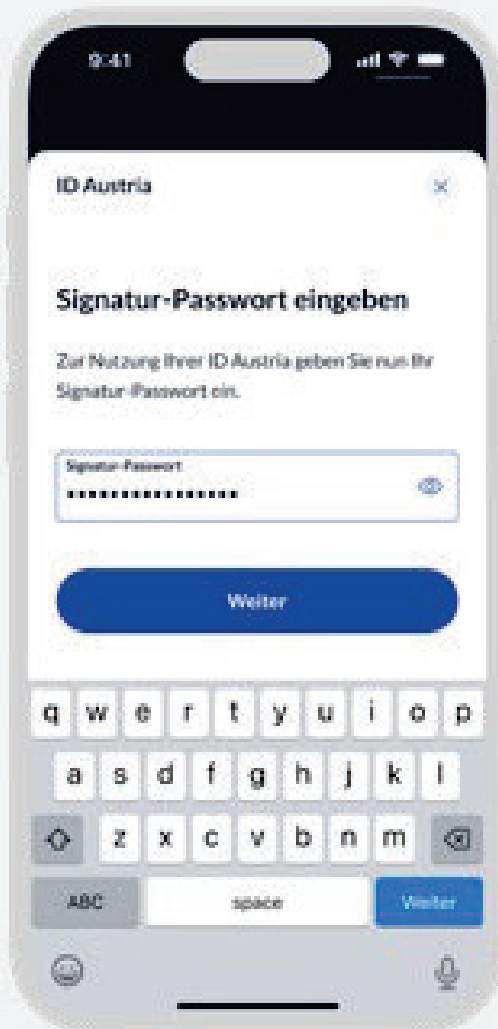 9:41
ID Austria
Signatur-Passwort eingeben
Zur Nutzung Ihrer ID Austria geben Sie nun Ihr
Signatur-Passwort ein.
Signatur-Passwort
••••••••••••••••
Weiter
q w e r t y u i o p
a s d f g h j k l
z x c v b n m
ABC space Weiter